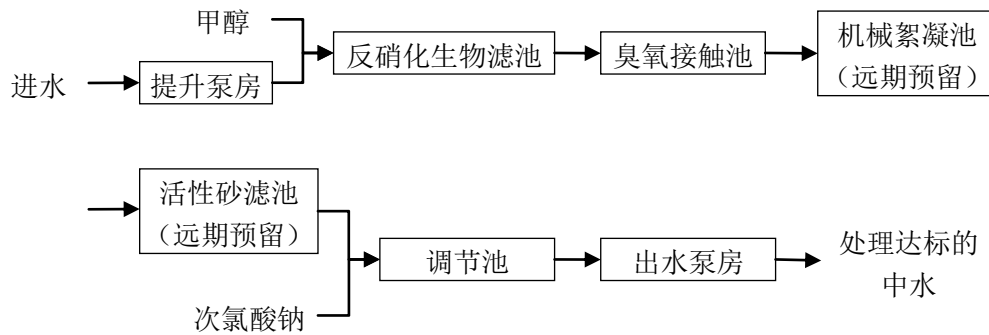 甲醇
进水
提升泵房
反硝化生物滤池
臭氧接触池
机械絮凝池
（远期预留）
活性砂滤池
（远期预留）
次氯酸钠
调节池
出水泵房
处理达标的
中水